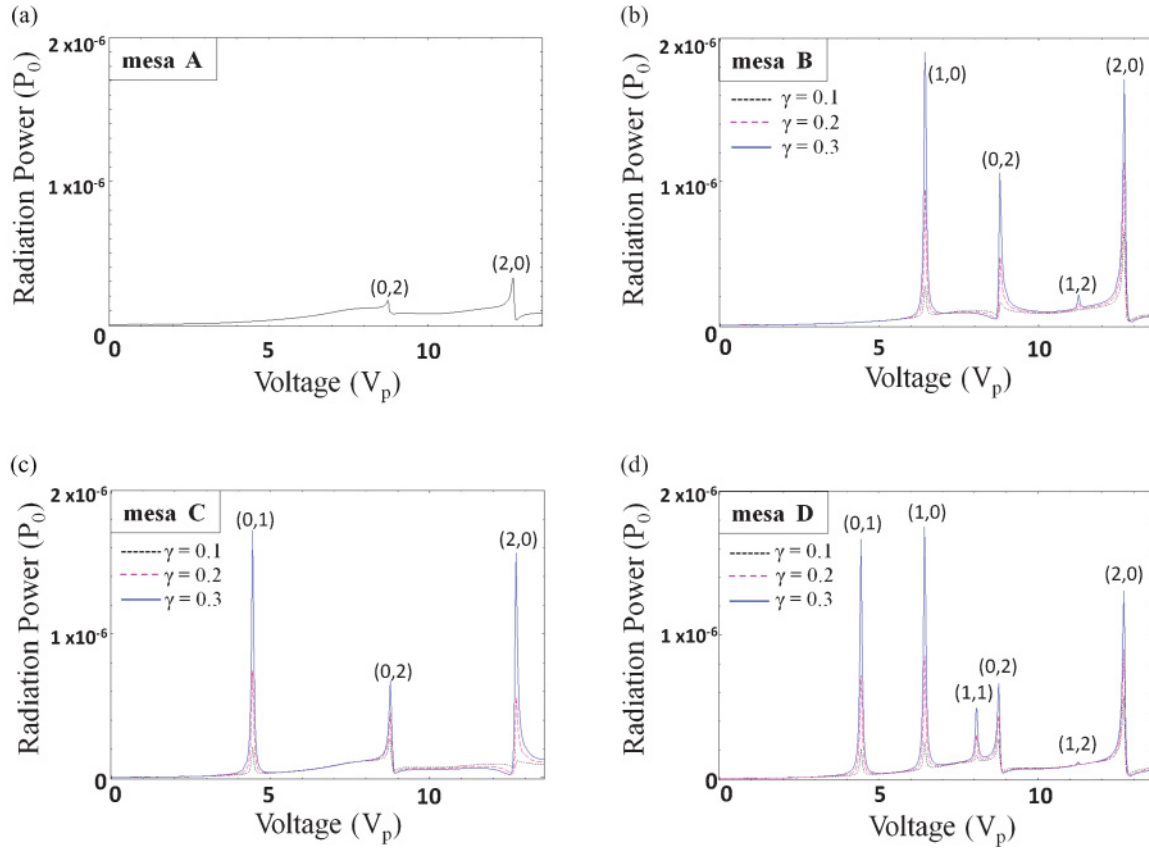 (a)
2 x10⁻⁶
mesa A
1 x10⁻⁶
0
Radiation Power (P₀)
(0,2)
(2,0)
0
5
10
Voltage (Vₚ)
(b)
2 x10⁻⁶
mesa B
γ = 0.1
γ = 0.2
γ = 0.3
1 x10⁻⁶
0
Radiation Power (P₀)
(1,0)
(0,2)
(1,2)
(2,0)
0
5
10
Voltage (Vₚ)
(c)
2 x10⁻⁶
mesa C
γ = 0.1
γ = 0.2
γ = 0.3
1 x10⁻⁶
0
Radiation Power (P₀)
(0,1)
(0,2)
(2,0)
0
5
10
Voltage (Vₚ)
(d)
2 x10⁻⁶
mesa D
γ = 0.1
γ = 0.2
γ = 0.3
1 x10⁻⁶
0
Radiation Power (P₀)
(0,1)
(1,0)
(1,1)
(0,2)
(1,2)
(2,0)
0
5
10
Voltage (Vₚ)